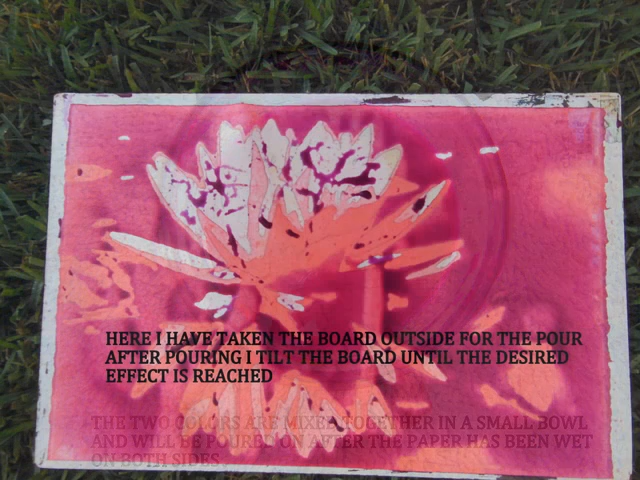 HERE I HAVE TAKEN THE BOARD OUTSIDE FOR THE POUR
AFTER POURING I TILT THE BOARD UNTIL THE DESIRED
EFFECT IS REACHED
THE TWO COLORS ARE MIXED TOGETHER IN A SMALL BOWL
AND WILL BE POURED ON AFTER THE PAPER HAS BEEN WET
ON BOTH SIDES